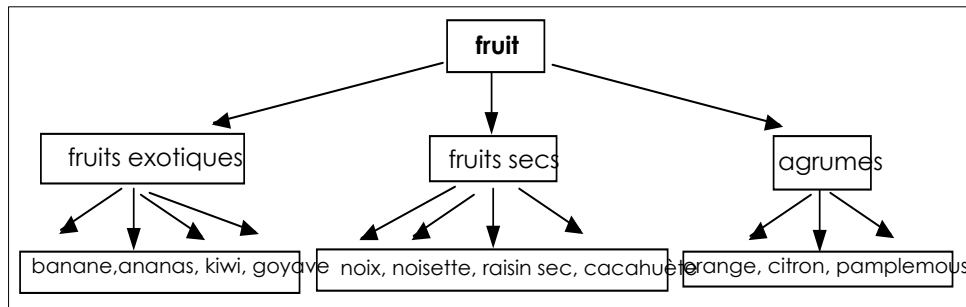 fruit
fruits exotiques
fruits secs
agrumes
banane,ananas, kiwi, goyave
noix, noisette, raisin sec, cacahuète
orange, citron, pamplemous